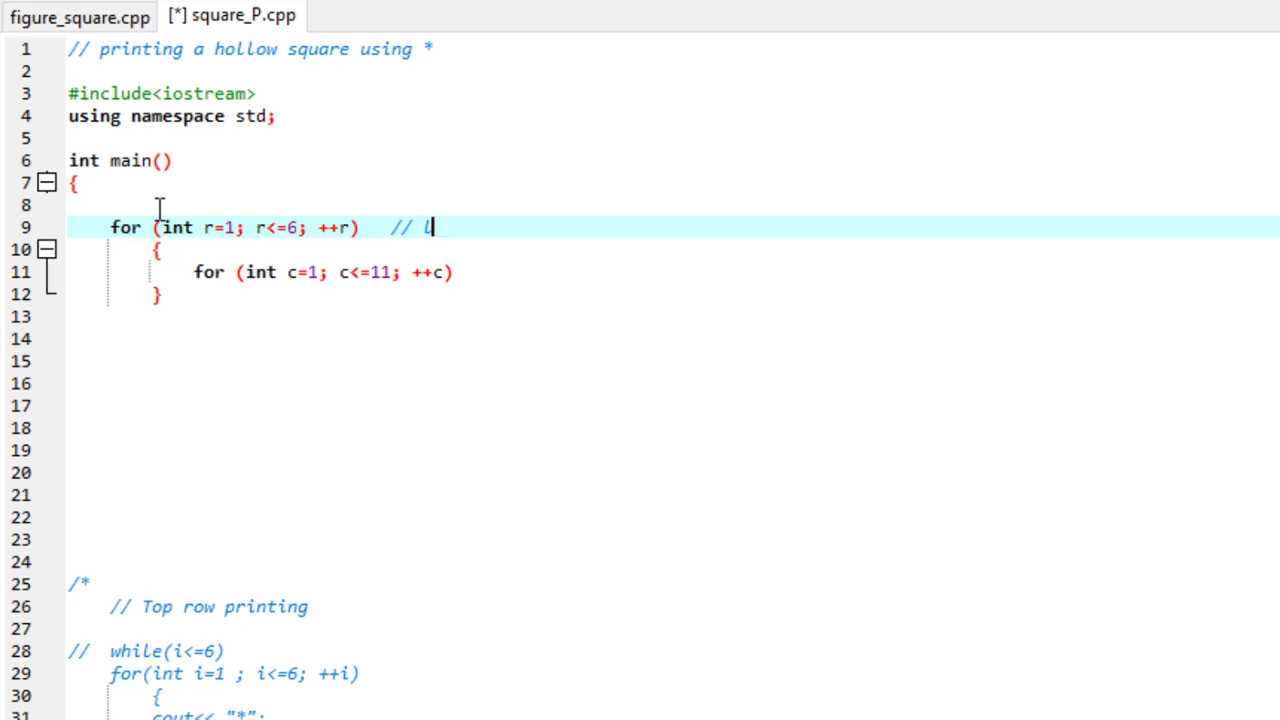 figure_square.cpp [*] square_P.cpp
1 // printing a hollow square using *
2
3 #include<iostream>
4 using namespace std;
5
6 int main()
7 {
8
9 for (int r=1; r<=6; ++r) // l
10 {
11 for (int c=1; c<=11; ++c)
12 }
13
14
15
16
17
18
19
20
21
22
23
24
25 /*
26 // Top row printing
27
28 // while(i<=6)
29 for(int i=1 ; i<=6; ++i)
30 {
31 cout<< "*";